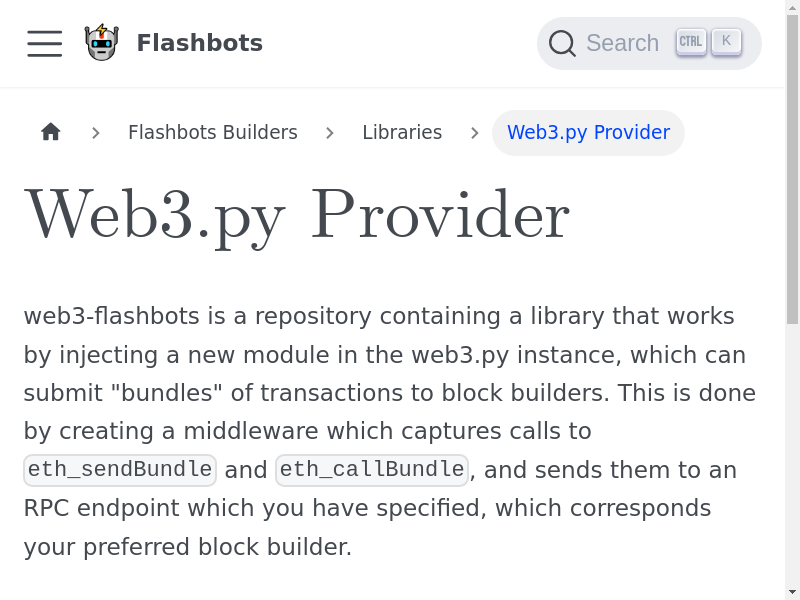 Flashbots
Search CTRL K
Flashbots Builders Libraries Web3.py Provider
Web3.py Provider
web3-flashbots is a repository containing a library that works
by injecting a new module in the web3.py instance, which can
submit "bundles" of transactions to block builders. This is done
by creating a middleware which captures calls to
eth_sendBundle and eth_callBundle, and sends them to an
RPC endpoint which you have specified, which corresponds
your preferred block builder.